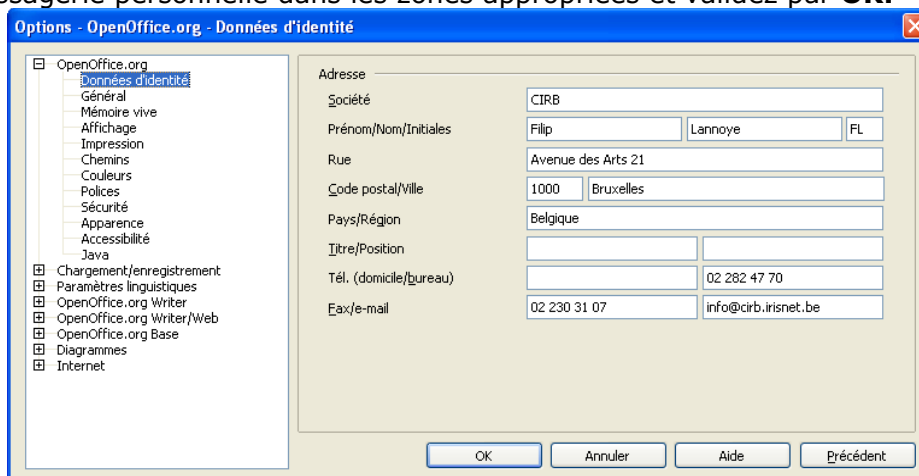 ssagerie personnelle dans les zones appropriées et validez par OK.
Options - OpenOffice.org - Données d'identité
OpenOffice.org
Données d'identité
Général
Mémoire vive
Affichage
Impression
Chemins
Couleurs
Polices
Sécurité
Apparence
Accessibilité
Java
Chargement/enregistrement
Paramètres linguistiques
OpenOffice.org Writer
OpenOffice.org Writer/Web
OpenOffice.org Base
Diagrammes
Internet
Adresse
Société CIRB
Prénom/Nom/Initiales Filip Lannoye FL
Rue Avenue des Arts 21
Code postal/Ville 1000 Bruxelles
Pays/Région Belgique
Titre/Position
Tél. (domicile/bureau) 02 282 47 70
Fax/e-mail 02 230 31 07 info@cirb.irisnet.be
OK Annuler Aide Précédent